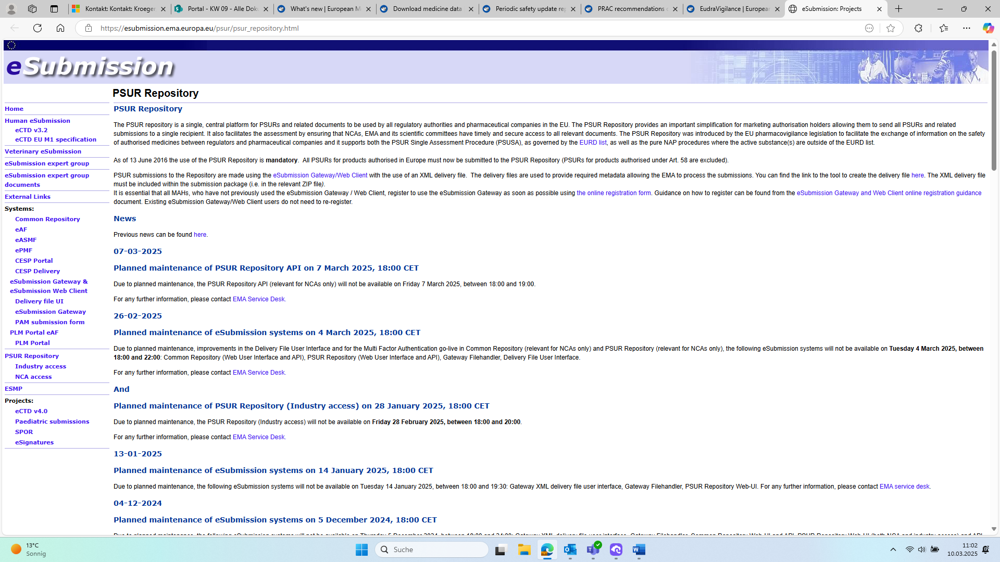 Kontakt: Kontakt: Kroeger
Portal - KW 09 - Alle Dok
What's new | European M
Download medicine data
Periodic safety update rep
PRAC recommendations
EudraVigilance | European
eSubmission: Projects
https://esubmission.ema.europa.eu/psur/psur_repository.html
eSubmission
PSUR Repository
Home
Human eSubmission
eCTD v3.2
eCTD EU M1 specification
Veterinary eSubmission
eSubmission expert group
eSubmission expert group
documents
External Links
Systems:
Common Repository
eAF
eASMF
ePMF
CESP Portal
CESP Delivery
eSubmission Gateway &
eSubmission Web Client
Delivery file UI
eSubmission Gateway
PAM submission form
PLM Portal eAF
PLM Portal
PSUR Repository
Industry access
NCA access
ESMP
Projects:
eCTD v4.0
Paediatric submissions
SPOR
eSignatures
PSUR Repository
The PSUR repository is a single, central platform for PSURs and related documents to be used by all regulatory authorities and pharmaceutical companies in the EU. The PSUR Repository provides an important simplification for marketing authorisation holders allowing them to send all PSURs and related
submissions to a single recipient. It also facilitates the assessment by ensuring that NCAs, EMA and its scientific committees have timely and secure access to all relevant documents. The PSUR Repository was introduced by the EU pharmacovigilance legislation to facilitate the exchange of information on the safety
of authorised medicines between regulators and pharmaceutical companies and it supports both the PSUR Single Assessment Procedure (PSUSA), as governed by the EURD list, as well as the pure NAP procedures where the active substance(s) are outside of the EURD list.
As of 13 June 2016 the use of the PSUR Repository is mandatory. All PSURs for products authorised in Europe must now be submitted to the PSUR Repository (PSURs for products authorised under Art. 58 are excluded).
PSUR submissions to the Repository are made using the eSubmission Gateway/Web Client with the use of an XML delivery file. The delivery files are used to provide required metadata allowing the EMA to process the submissions. You can find the link to the tool to create the delivery file here. The XML delivery file
must be included within the submission package (i.e. in the relevant ZIP file).
It is essential that all MAHs, who have not previously used the eSubmission Gateway / Web Client, register to use the eSubmission Gateway as soon as possible using the online registration form. Guidance on how to register can be found from the eSubmission Gateway and Web Client online registration guidance
document. Existing eSubmission Gateway/Web Client users do not need to re-register.
News
Previous news can be found here.
07-03-2025
Planned maintenance of PSUR Repository API on 7 March 2025, 18:00 CET
Due to planned maintenance, the PSUR Repository API (relevant for NCAs only) will not be available on Friday 7 March 2025, between 18:00 and 19:00.
For any further information, please contact EMA Service Desk.
26-02-2025
Planned maintenance of eSubmission systems on 4 March 2025, 18:00 CET
Due to planned maintenance, improvements in the Delivery File User Interface and for the Multi Factor Authentication go-live in Common Repository (relevant for NCAs only) and PSUR Repository (relevant for NCAs only), the following eSubmission systems will not be available on Tuesday 4 March 2025, between
18:00 and 22:00: Common Repository (Web User Interface and API), PSUR Repository (Web User Interface and API), Gateway Filehandler, Delivery File User Interface.
For any further information, please contact EMA Service Desk.
And
Planned maintenance of PSUR Repository (Industry access) on 28 January 2025, 18:00 CET
Due to planned maintenance, the PSUR Repository (Industry access) will not be available on Friday 28 February 2025, between 18:00 and 20:00.
For any further information, please contact EMA Service Desk.
13-01-2025
Planned maintenance of eSubmission systems on 14 January 2025, 18:00 CET
Due to planned maintenance, the following eSubmission systems will not be available on Tuesday 14 January 2025, between 18:00 and 19:30: Gateway XML delivery file user interface, Gateway Filehandler, PSUR Repository Web-UI. For any further information, please contact EMA service desk.
04-12-2024
Planned maintenance of eSubmission systems on 5 December 2024, 18:00 CET
13°C
Sonnig
Suche
11:02
10.03.2025